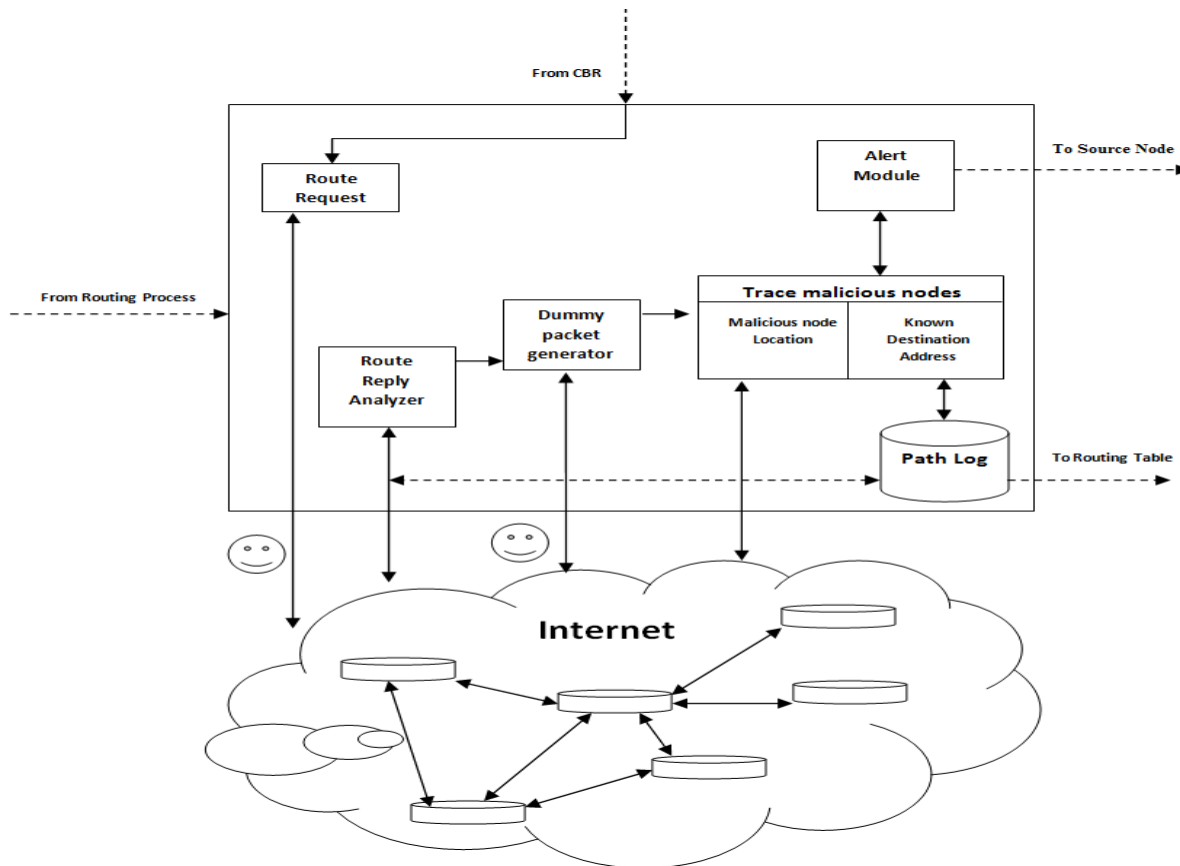 From CBR
Route
Request
Alert
Module
To Source Node
From Routing Process
Trace malicious nodes
Malicious node
Location
Known
Destination
Address
Dummy
packet
generator
Route
Reply
Analyzer
Path Log
To Routing Table
Internet